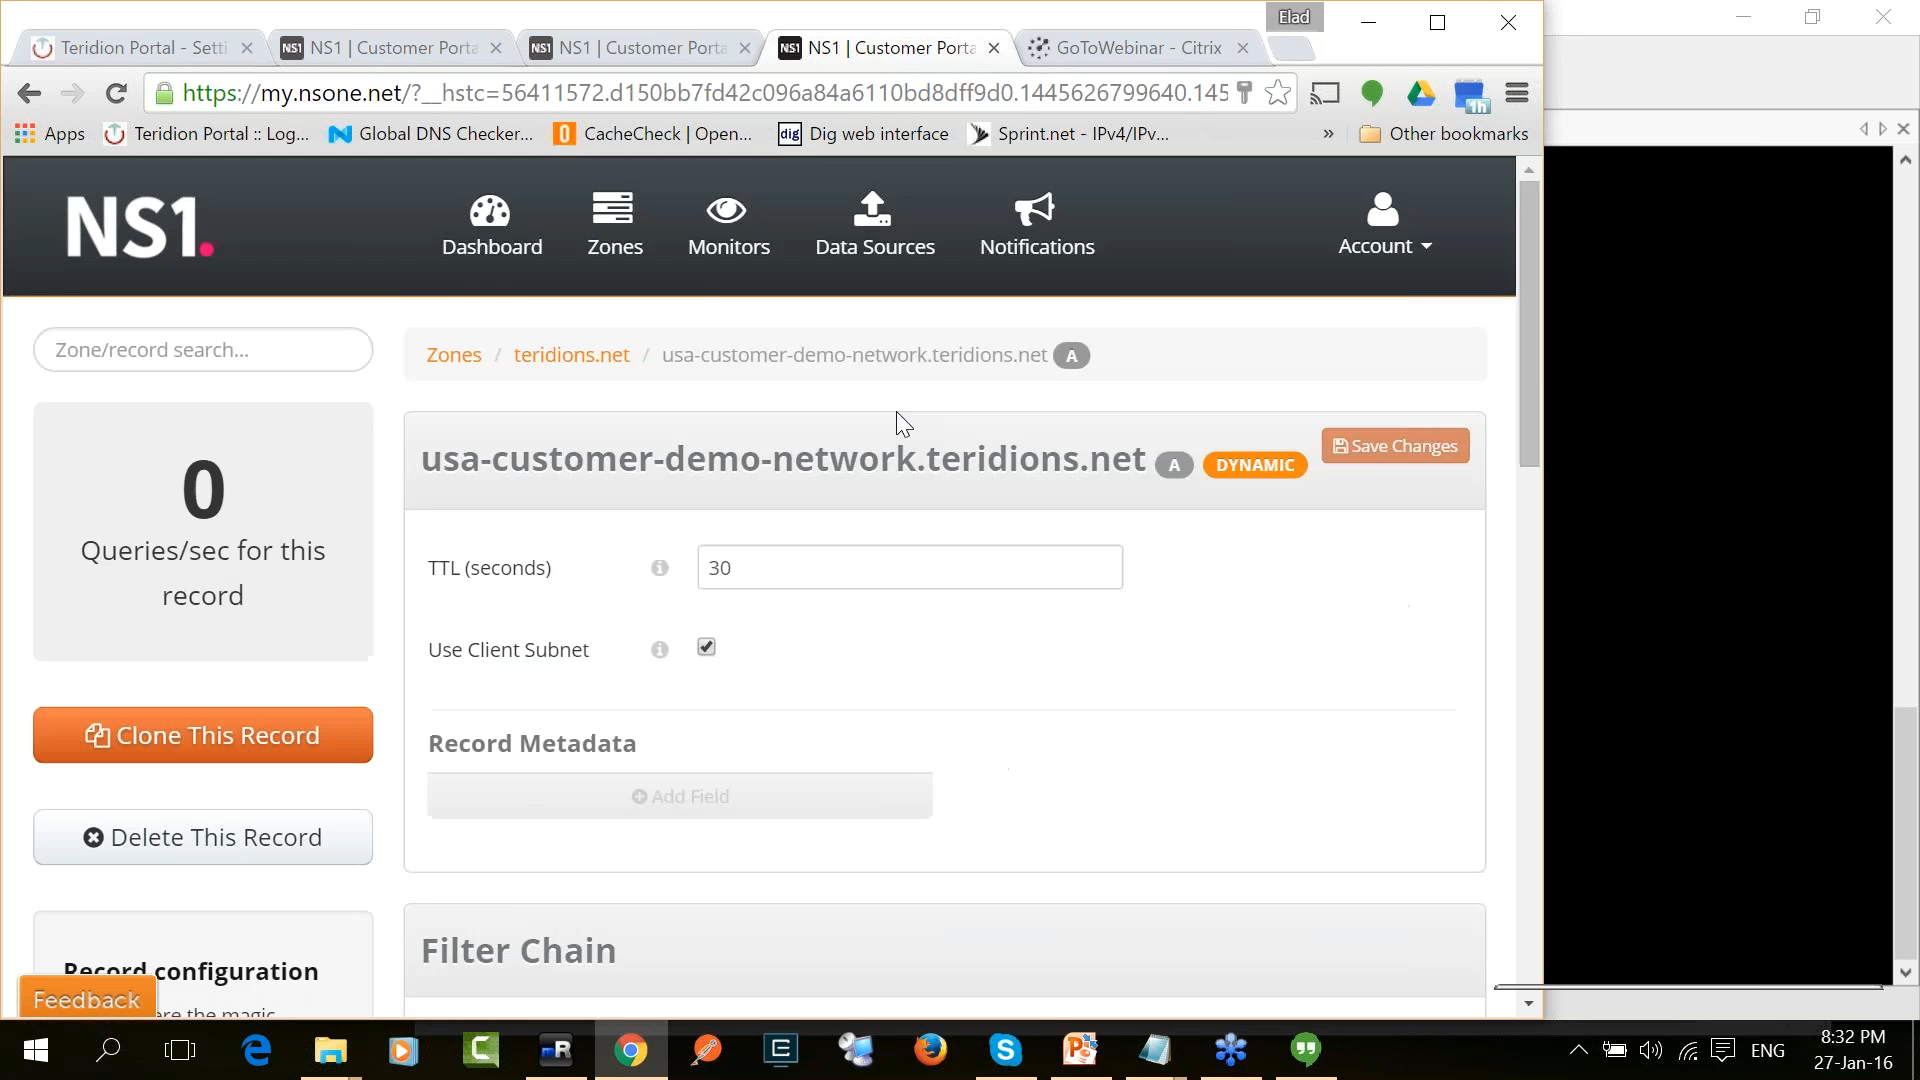 Elad
Teridion Portal - Setti
NS1 | Customer Porta
NS1 | Customer Porta
NS1 | Customer Porta
GoToWebinar - Citrix
https://my.nsone.net/?__hstc=56411572.d150bb7fd42c096a84a6110bd8dff9d0.1445626799640.145
1h
Apps
Teridion Portal :: Log...
Global DNS Checker...
CacheCheck | Open...
dig Dig web interface
Sprint.net - IPv4/IPv...
»
Other bookmarks
NS1.
Dashboard
Zones
Monitors
Data Sources
Notifications
Account
Zone/record search...
Zones / teridions.net / usa-customer-demo-network.teridions.net A
0
Queries/sec for this
record
usa-customer-demo-network.teridions.net A DYNAMIC
Save Changes
TTL (seconds)
30
Use Client Subnet
Clone This Record
Record Metadata
Add Field
Delete This Record
Filter Chain
Record configuration
Feedback
ere the magic
ENG
8:32 PM
27-Jan-16